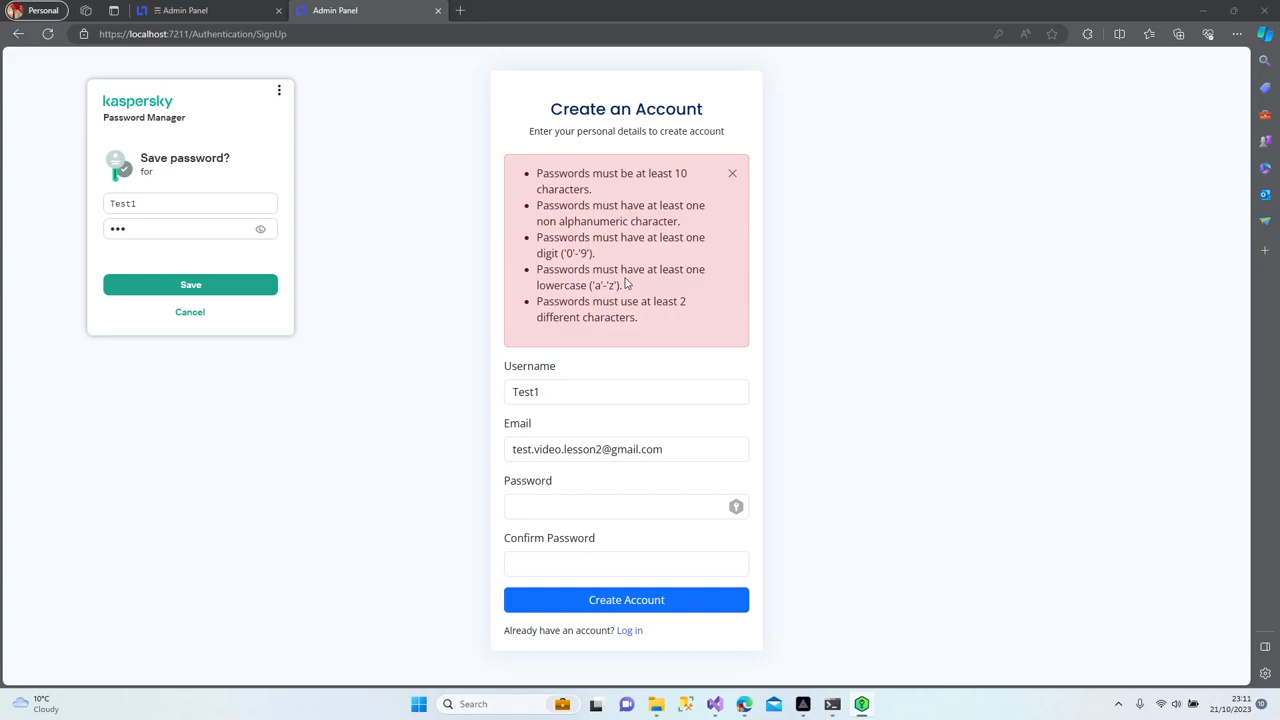 Personal
Admin Panel
Admin Panel
https://localhost:7211/Authentication/SignUp
kaspersky
Password Manager
Save password?
for
Test1
•••
Save
Cancel
Create an Account
Enter your personal details to create account
Passwords must be at least 10
characters.
Passwords must have at least one
non alphanumeric character.
Passwords must have at least one
digit ('0'-'9').
Passwords must have at least one
lowercase ('a'-'z').
Passwords must use at least 2
different characters.
Username
Test1
Email
test.video.lesson2@gmail.com
Password
Confirm Password
Create Account
Already have an account? Log in
10°C
Cloudy
Search
23:11
21/10/2023